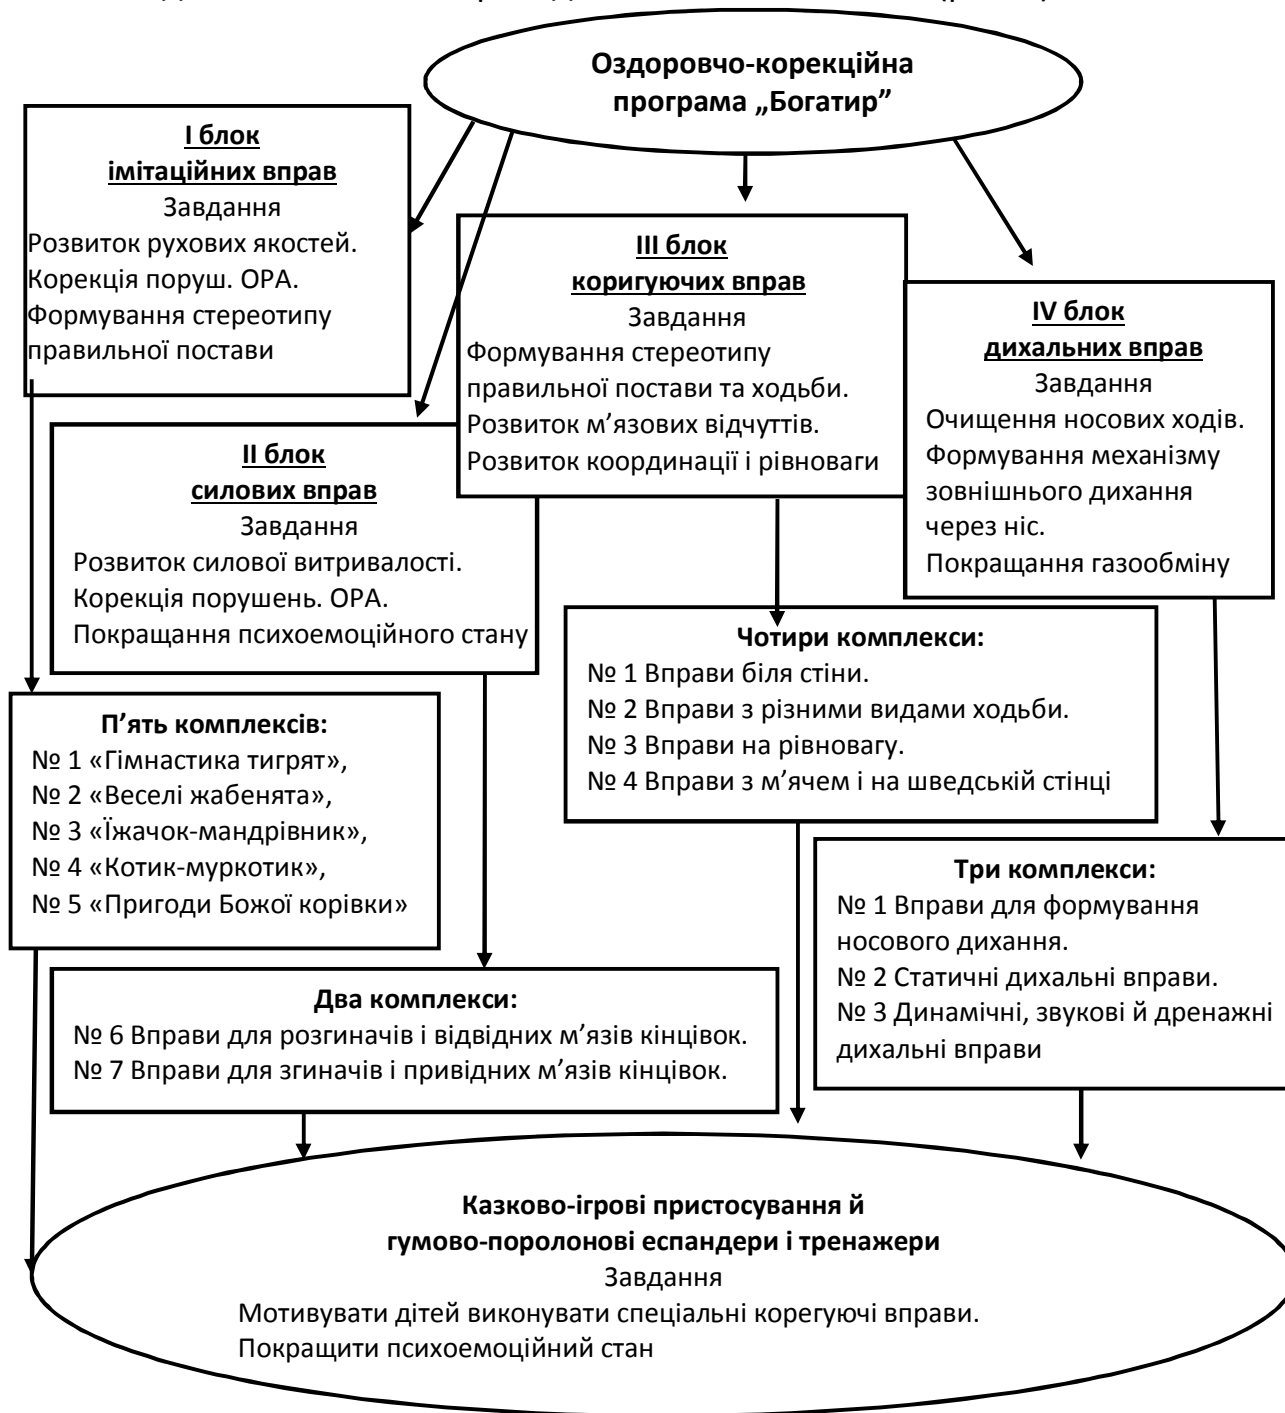 Оздоровчо-корекційна
програма „Богатир”
І блок
імітаційних вправ
Завдання
Розвиток рухових якостей.
Корекція поруш. ОРА.
Формування стереотипу
правильної постави
ІІІ блок
коригуючих вправ
Завдання
Формування стереотипу
правильної постави та ходьби.
Розвиток м’язових відчуттів.
Розвиток координації і рівноваги
IV блок
дихальних вправ
Завдання
Очищення носових ходів.
Формування механізму
зовнішнього дихання
через ніс.
Покращання газообміну
ІІ блок
силових вправ
Завдання
Розвиток силової витривалості.
Корекція порушень. ОРА.
Покращання психоемоційного стану
Чотири комплекси:
№ 1 Вправи біля стіни.
№ 2 Вправи з різними видами ходьби.
№ 3 Вправи на рівновагу.
№ 4 Вправи з м’ячем і на шведській стінці
П’ять комплексів:
№ 1 «Гімнастика тигрят»,
№ 2 «Веселі жабенята»,
№ 3 «Їжачок-мандрівник»,
№ 4 «Котик-муркотик»,
№ 5 «Пригоди Божої корівки»
Три комплекси:
№ 1 Вправи для формування
носового дихання.
№ 2 Статичні дихальні вправи.
№ 3 Динамічні, звукові й дренажні
дихальні вправи
Два комплекси:
№ 6 Вправи для розгиначів і відвідних м’язів кінцівок.
№ 7 Вправи для згиначів і привідних м’язів кінцівок.
Казково-ігрові пристосування й
гумово-поролонові еспандери і тренажери
Завдання
Мотивувати дітей виконувати спеціальні корегуючі вправи.
Покращити психоемоційний стан